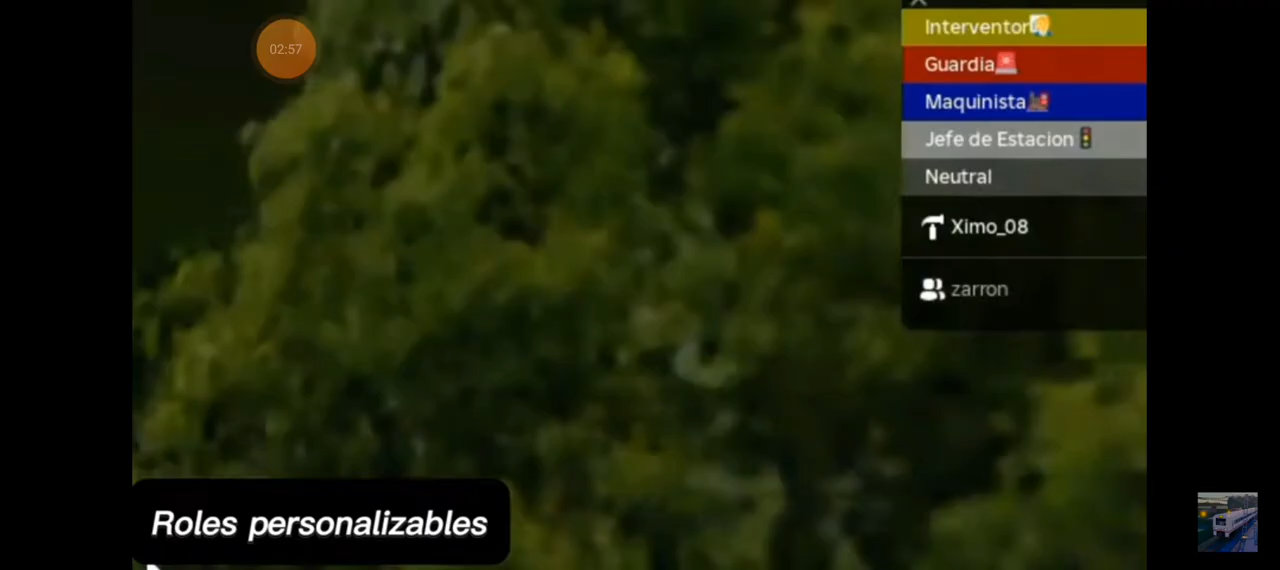 02:57
Interventor
Guardia🚨
Maquinista🚂
Jefe de Estacion🚦
Neutral
Ximo_08
zarron
Roles personalizables